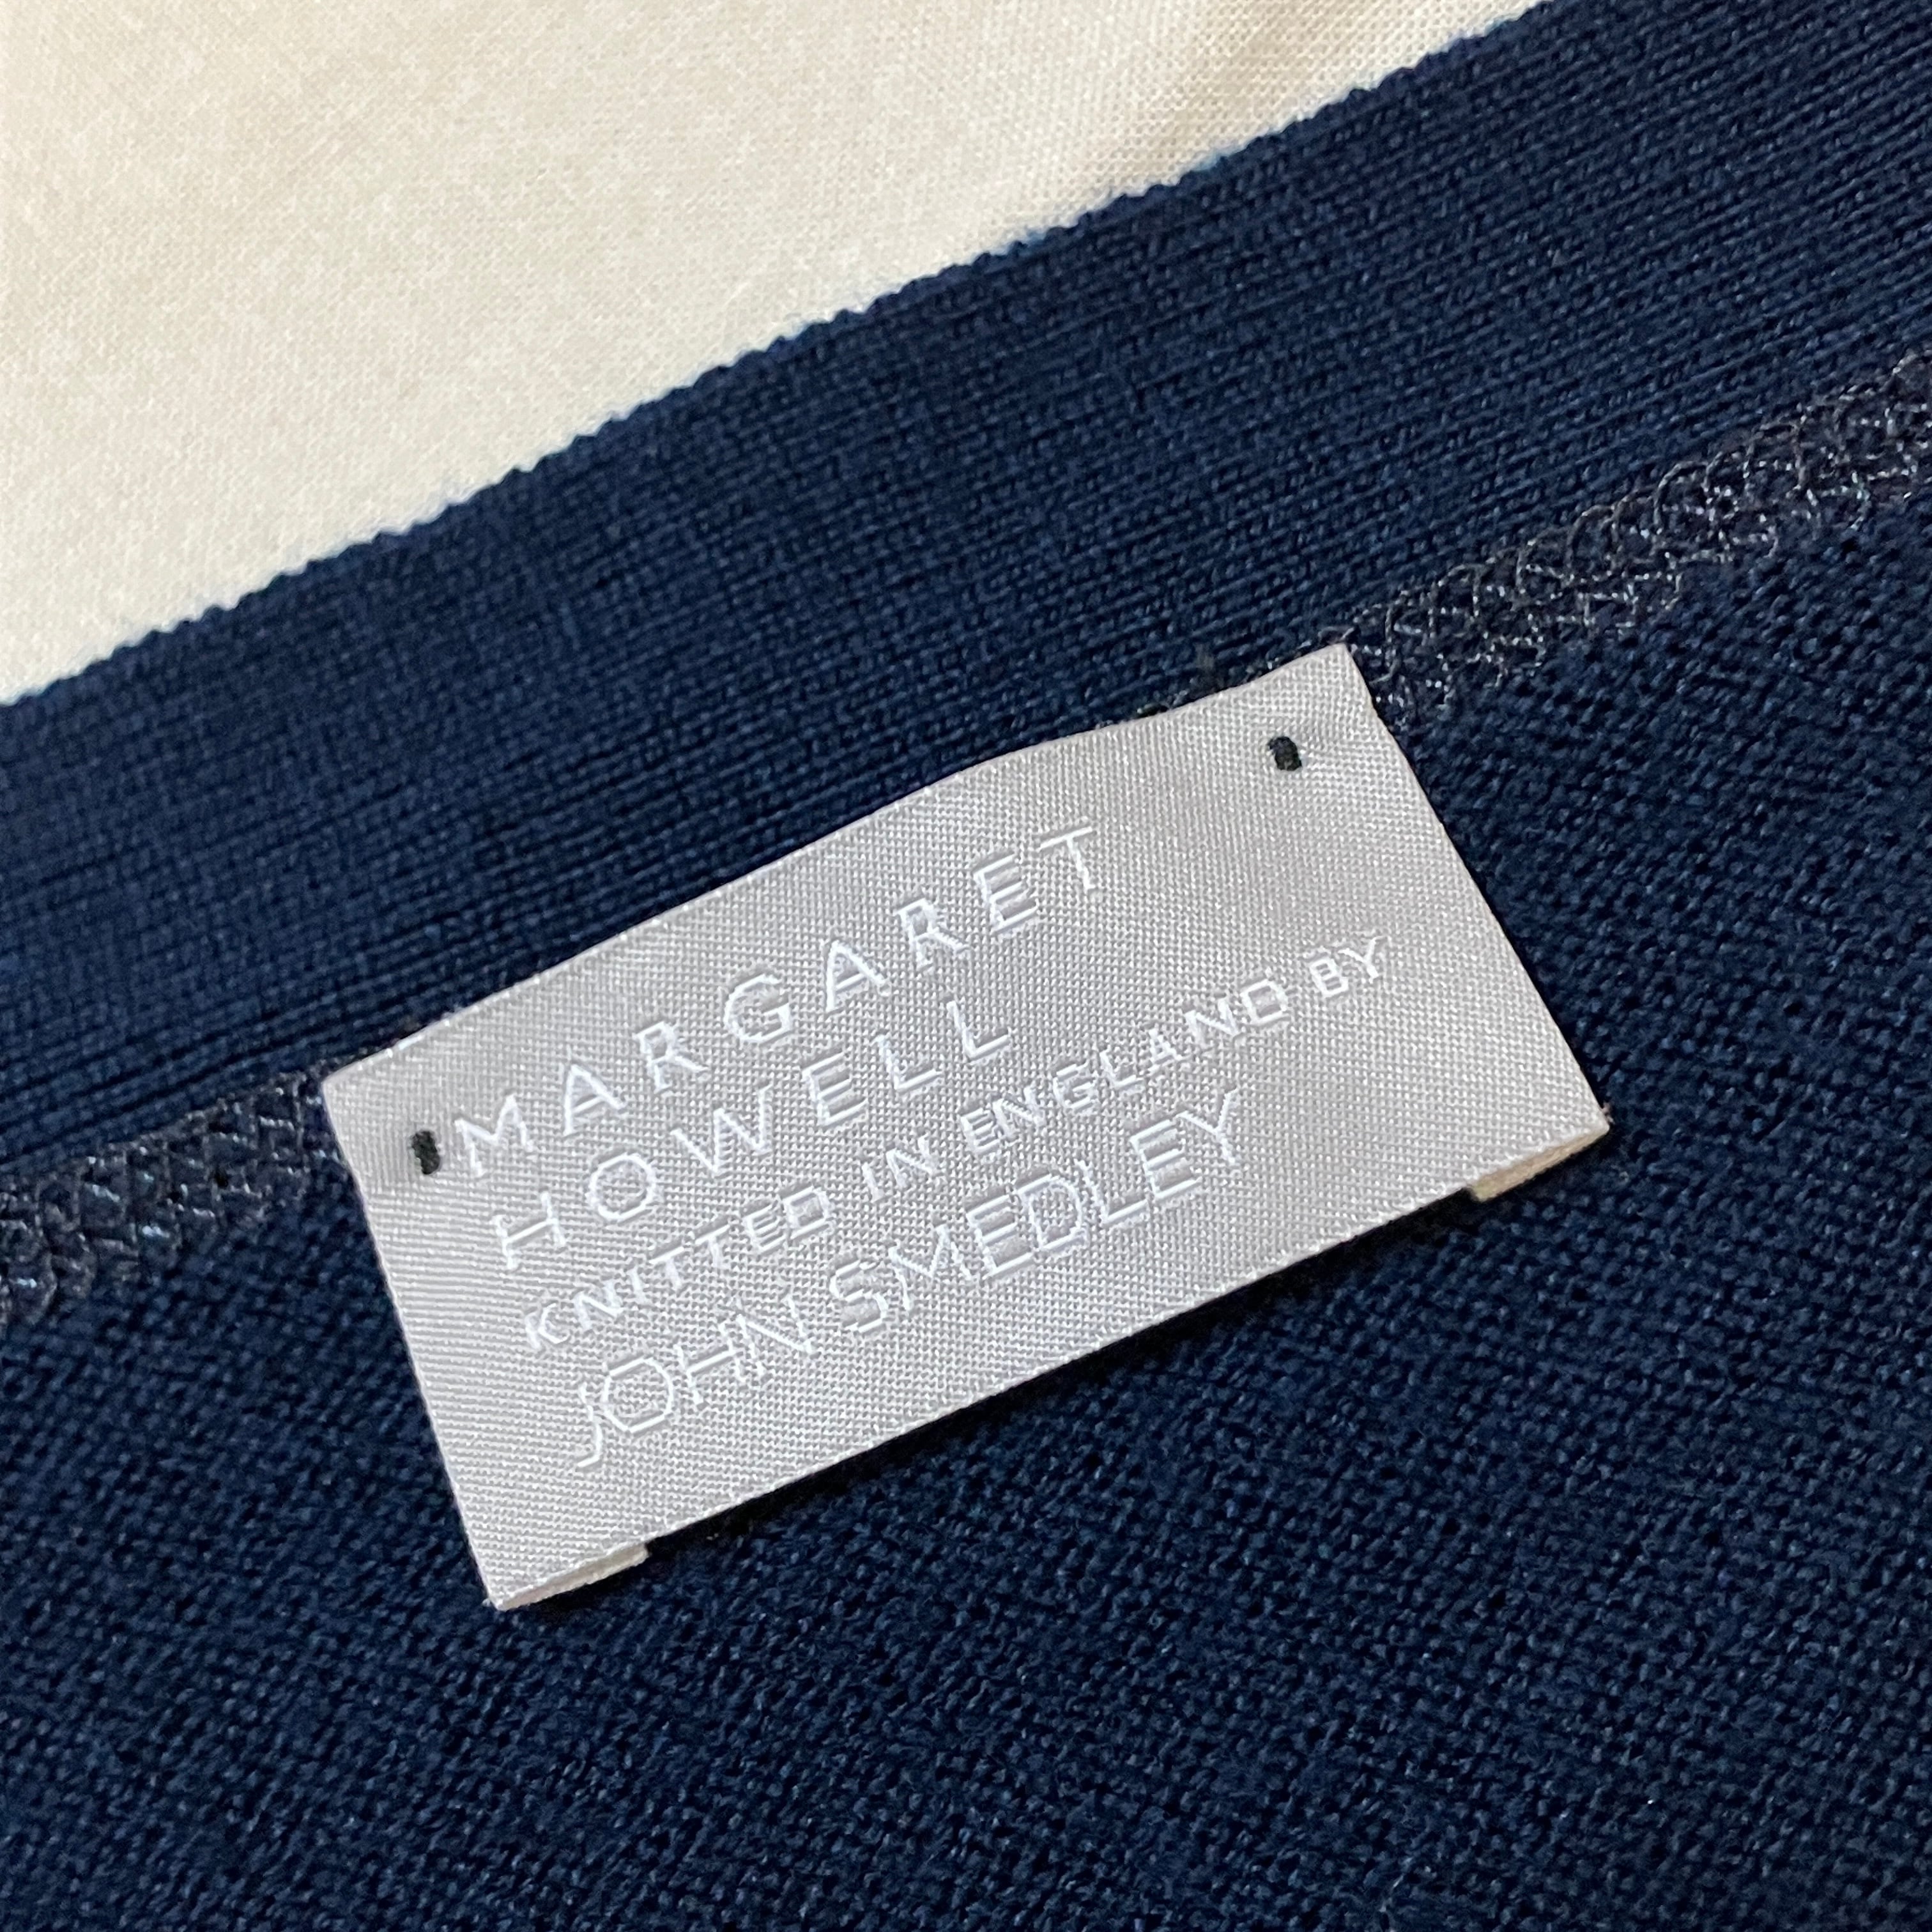 MARGARET
HOWELL
KNITTED IN ENGLAND BY
JOHN SMEDLEY